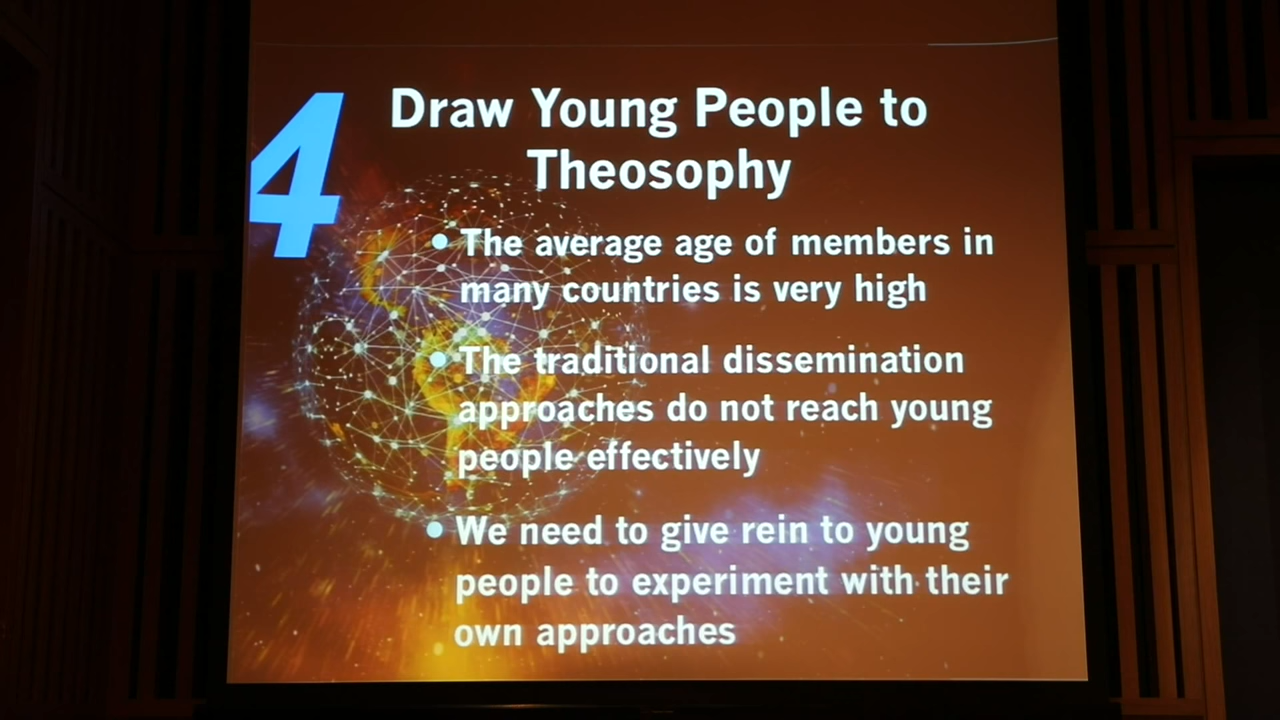 4
Draw Young People to
Theosophy
• The average age of members in
many countries is very high
• The traditional dissemination
approaches do not reach young
people effectively
• We need to give rein to young
people to experiment with their
own approaches